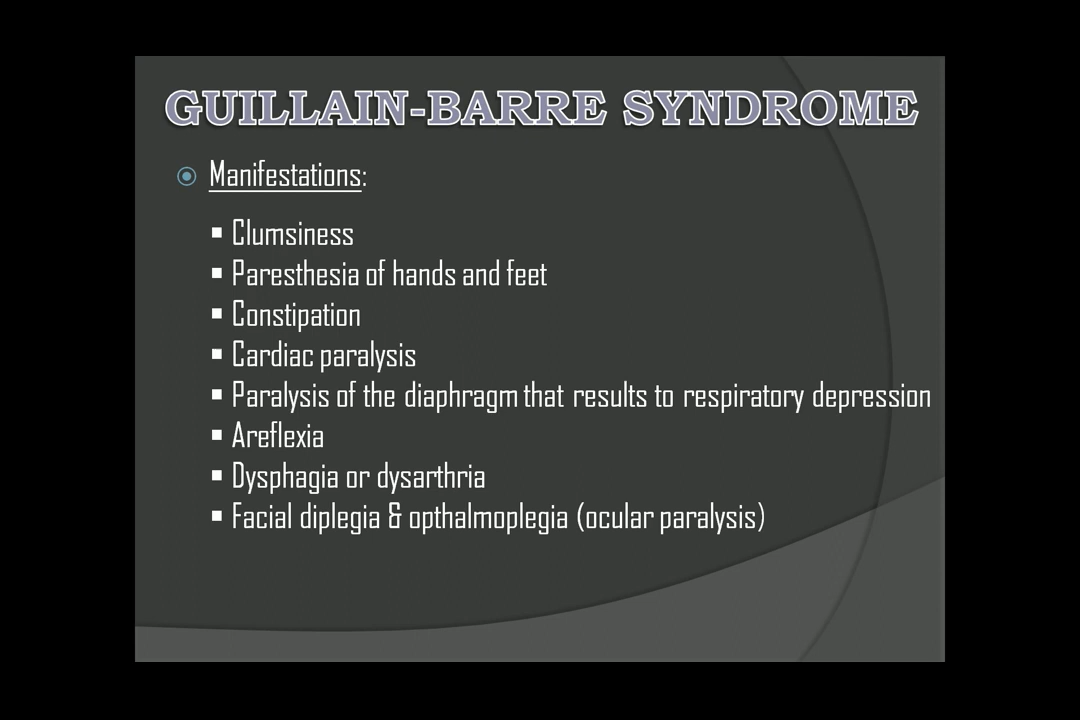 GUILLAIN-BARRE SYNDROME
Manifestations:
Clumsiness
Paresthesia of hands and feet
Constipation
Cardiac paralysis
Paralysis of the diaphragm that results to respiratory depression
Areflexia
Dysphagia or dysarthria
Facial diplegia & opthalmoplegia (ocular paralysis)